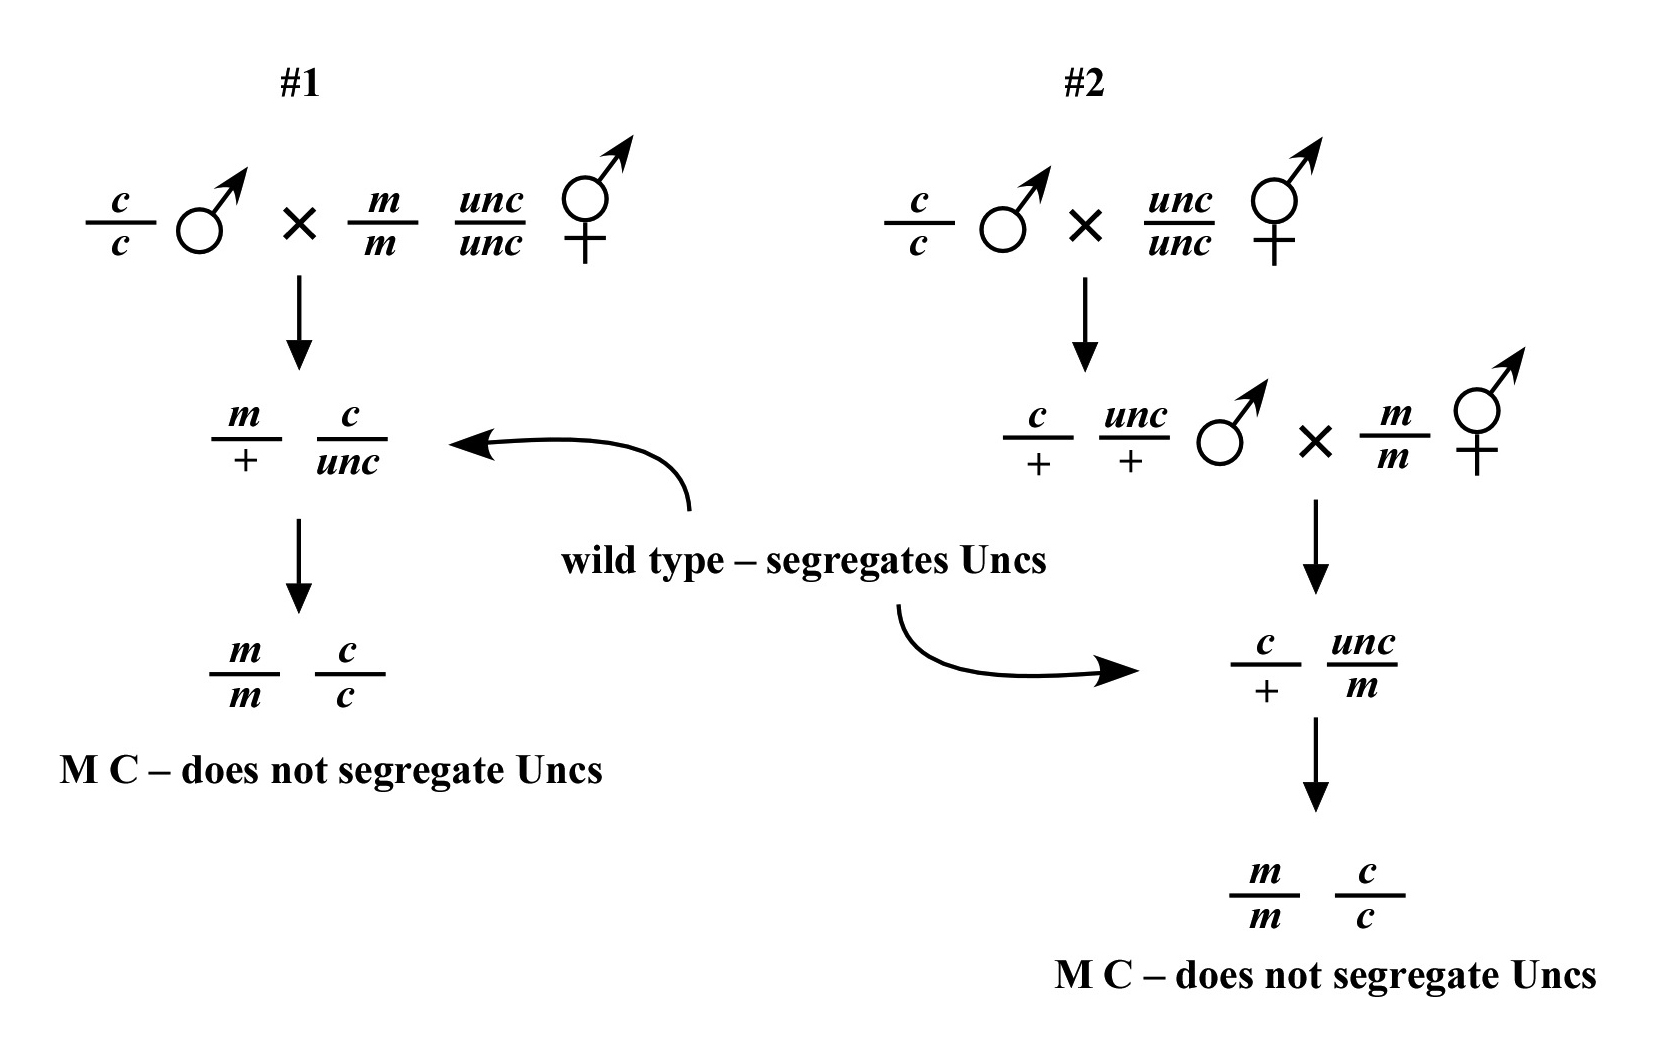 #1
c m unc
c m unc
m c
+ unc
m c
m c
M C – does not segregate Uncs
wild type – segregates Uncs
#2
c unc
c unc
c unc m
+ + m
c unc
+ m
m c
m c
M C – does not segregate Uncs